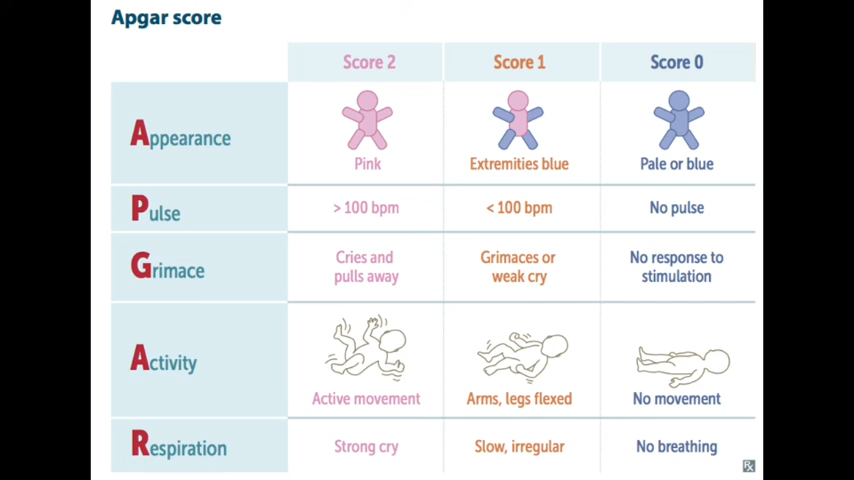 Apgar score
Score 2 Score 1 Score 0
Appearance
Pink Extremities blue Pale or blue
Pulse > 100 bpm < 100 bpm No pulse
Grimace
Cries and Grimaces or No response to
pulls away weak cry stimulation
Activity
Active movement Arms, legs flexed No movement
Respiration Strong cry Slow, irregular No breathing
Rx